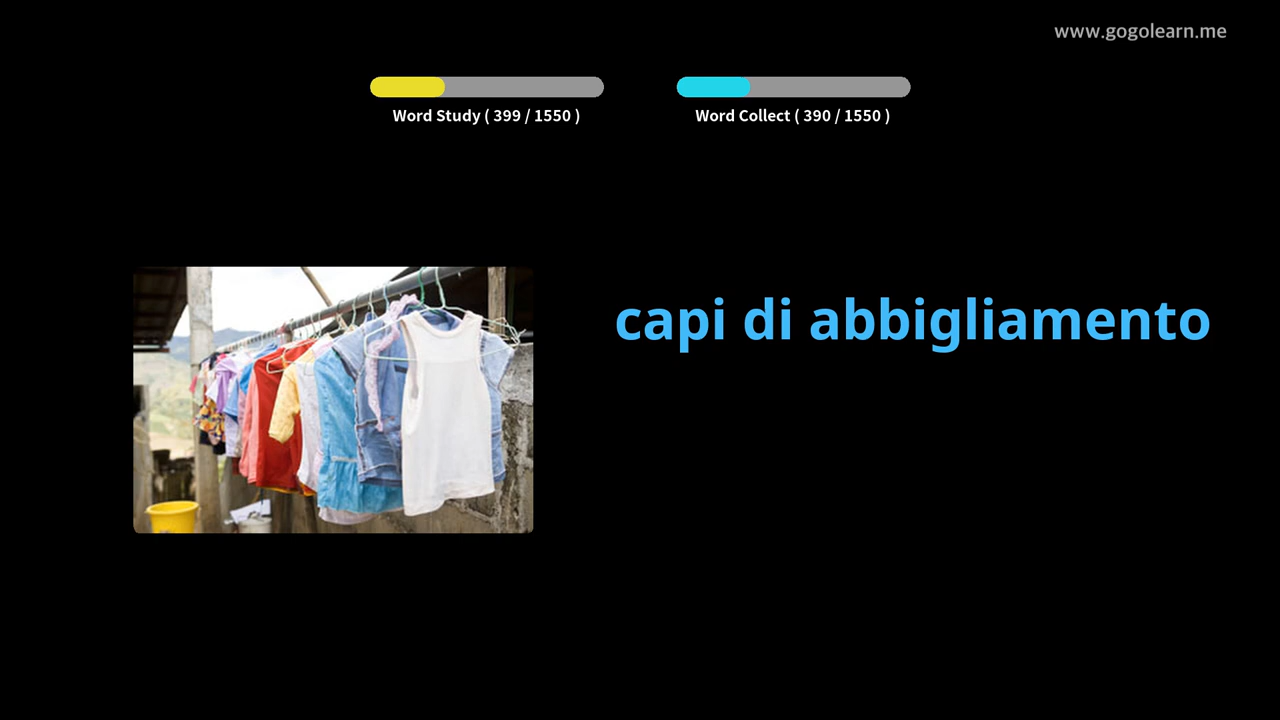 www.gogolearn.me
Word Study ( 399 / 1550 )
Word Collect ( 390 / 1550 )
capi di abbigliamento